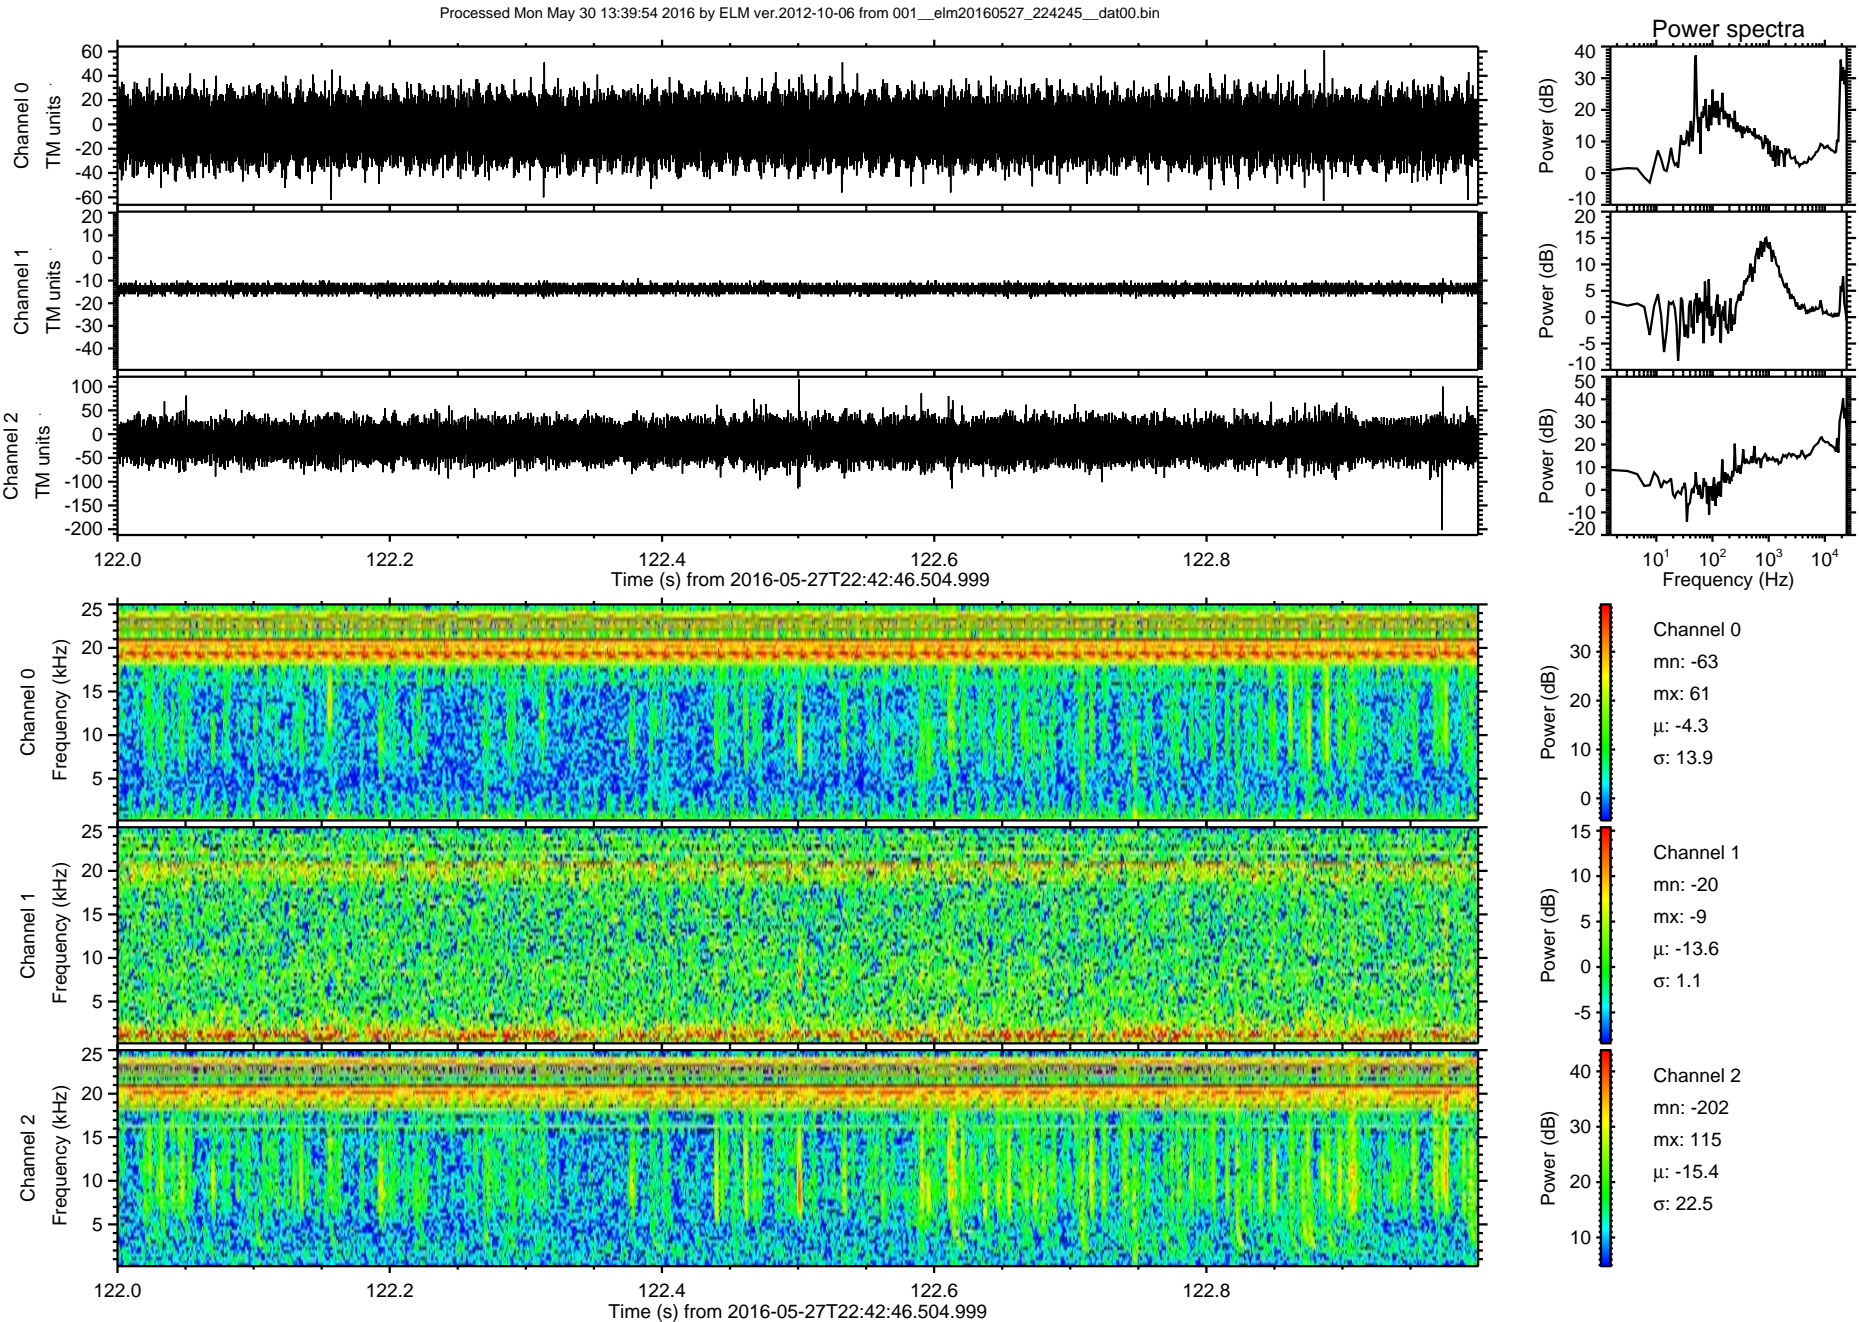 Processed Mon May 30 13:39:54 2016 by ELM ver.2012-10-06 from 001__elm20160527_224245__dat00.bin
Power spectra
Channel 0
TM units
60
40
20
0
-20
-40
-60
Power (dB)
40
30
20
10
0
-10
Channel 1
TM units
20
10
0
-10
-20
-30
-40
Power (dB)
20
15
10
5
0
-5
-10
Channel 2
TM units
100
50
0
-50
-100
-150
-200
Power (dB)
50
40
30
20
10
0
-10
-20
122.0 122.2 122.4 122.6 122.8
Time (s) from 2016-05-27T22:42:46.504.999
10^1 10^2 10^3 10^4
Frequency (Hz)
Channel 0
Frequency (kHz)
25
20
15
10
5
Power (dB)
30
20
10
0
Channel 0
mn: -63
mx: 61
μ: -4.3
σ: 13.9
Channel 1
Frequency (kHz)
25
20
15
10
5
Power (dB)
15
10
5
0
-5
Channel 1
mn: -20
mx: -9
μ: -13.6
σ: 1.1
Channel 2
Frequency (kHz)
25
20
15
10
5
Power (dB)
40
30
20
10
Channel 2
mn: -202
mx: 115
μ: -15.4
σ: 22.5
122.0 122.2 122.4 122.6 122.8
Time (s) from 2016-05-27T22:42:46.504.999